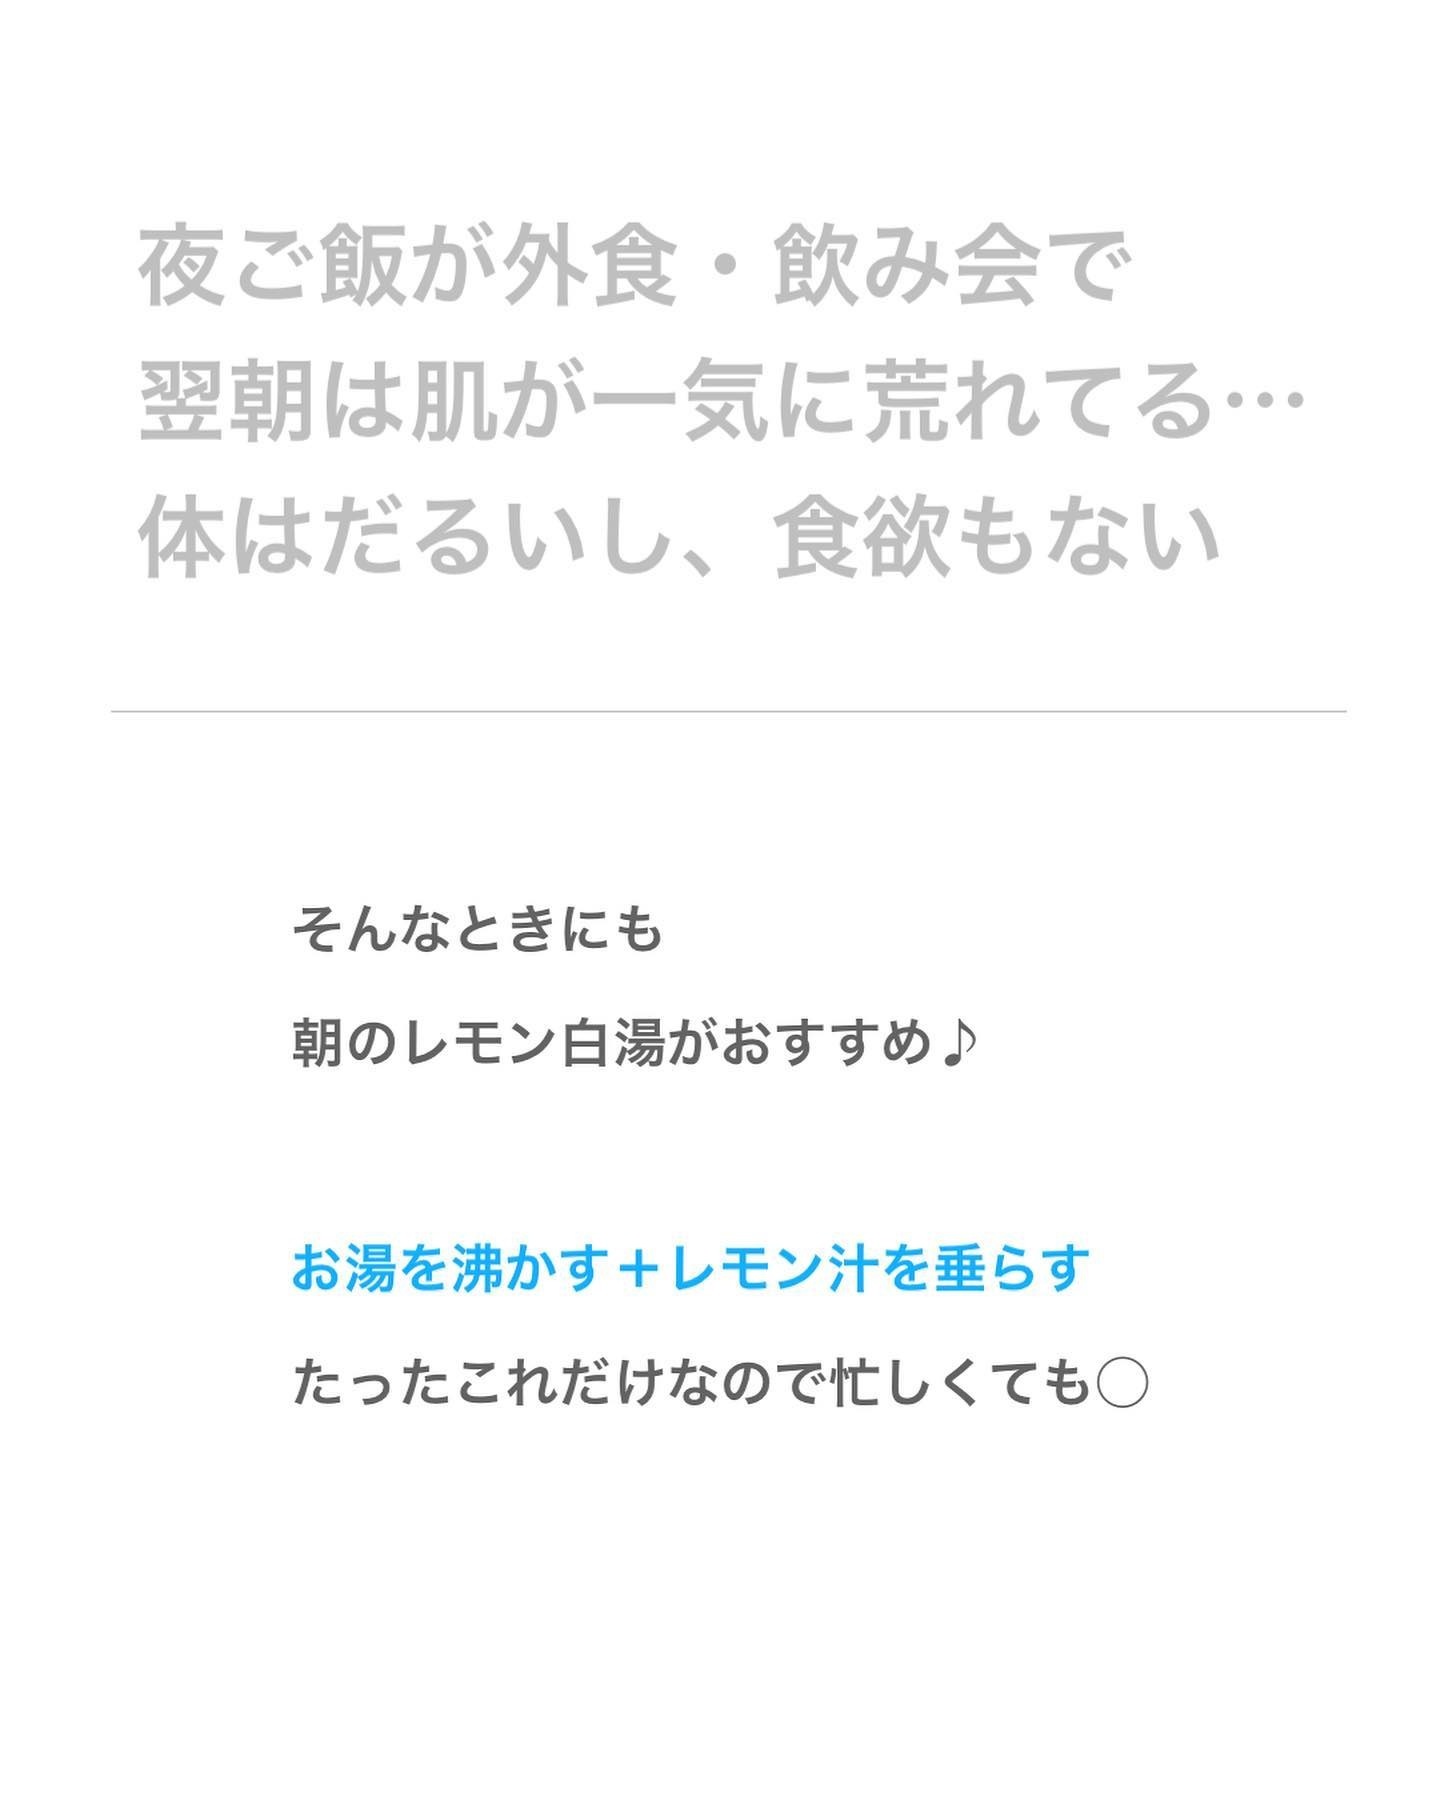 夜ご飯が外食・飲み会で
翌朝は肌が一気に荒れてる…
体はだるいし、食欲もない
そんなときにも
朝のレモン白湯がおすすめ♪
お湯を沸かす＋レモン汁を垂らす
たったこれだけなので忙しくても◯